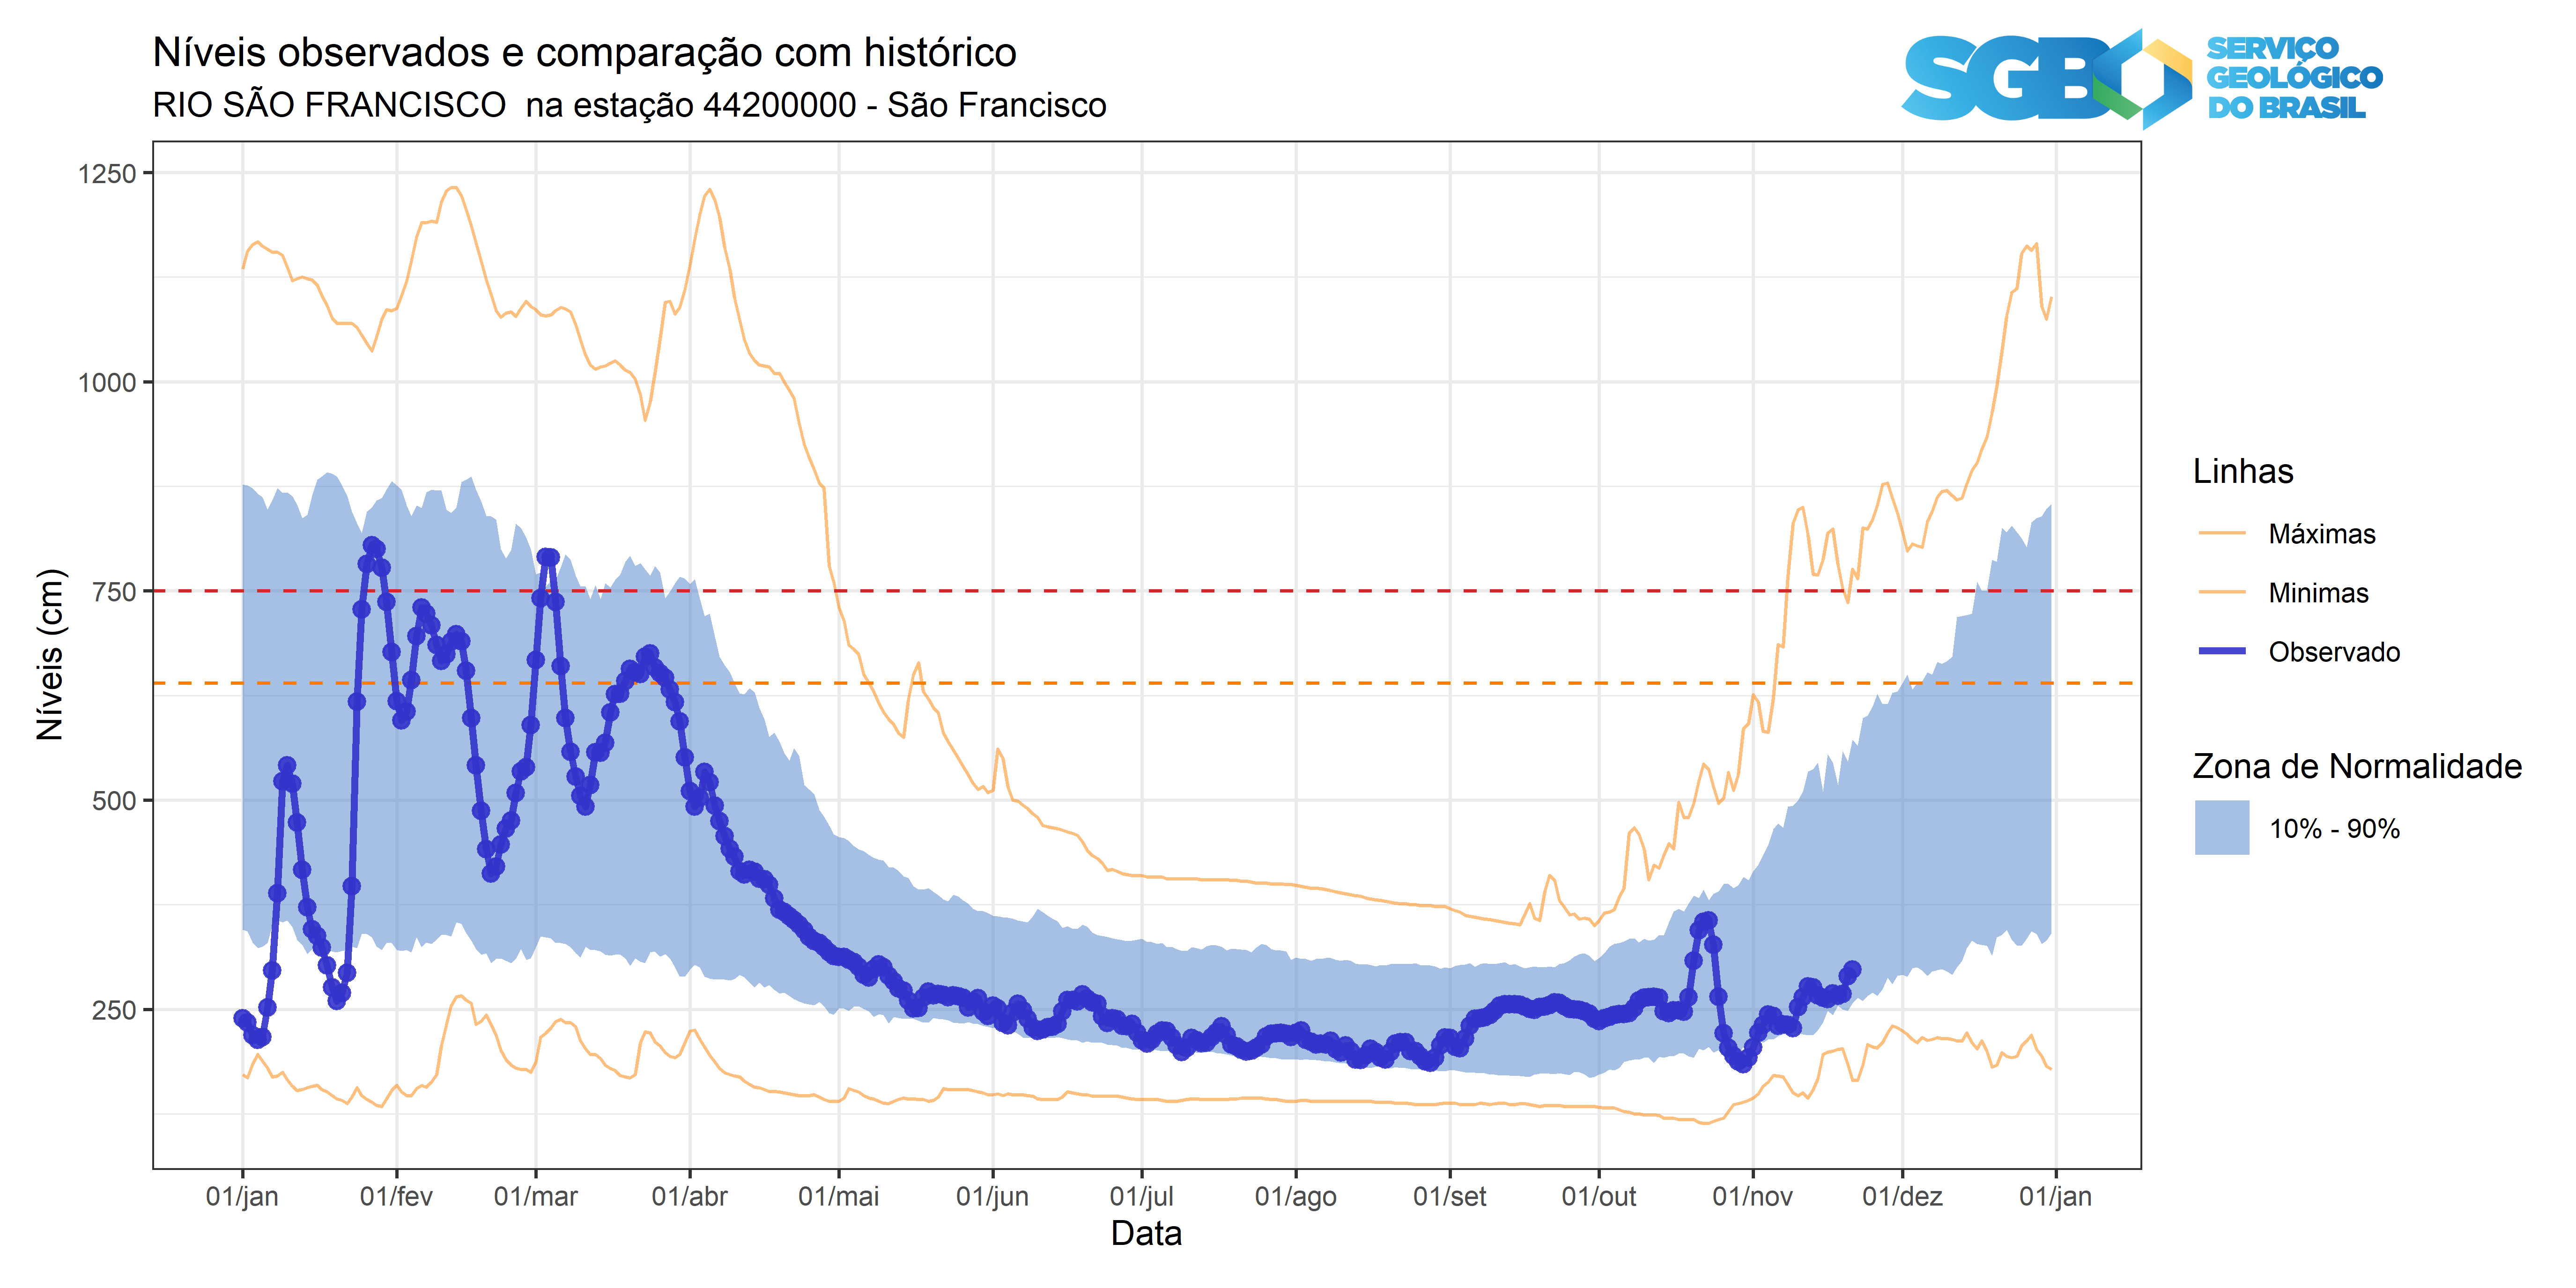 Níveis observados e comparação com histórico
RIO SÃO FRANCISCO  na estação 44200000 - São Francisco
SGB
SERVIÇO
GEOLÓGICO
DO BRASIL
Níveis (cm)
1250
1000
750
500
250
01/jan
01/fev
01/mar
01/abr
01/mai
01/jun
01/jul
01/ago
01/set
01/out
01/nov
01/dez
01/jan
Data
Linhas
Máximas
Minimas
Observado
Zona de Normalidade
10% - 90%